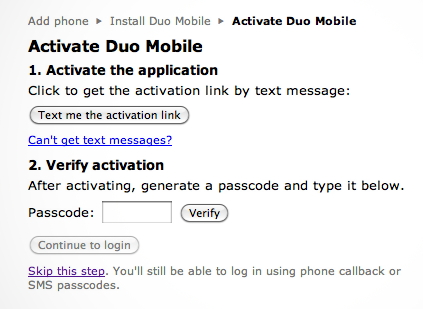 Add phone ▸ Install Duo Mobile ▸ Activate Duo Mobile
Activate Duo Mobile
1. Activate the application
Click to get the activation link by text message:
Text me the activation link
Can't get text messages?
2. Verify activation
After activating, generate a passcode and type it below.
Passcode: Verify
Continue to login
Skip this step. You'll still be able to log in using phone callback or
SMS passcodes.